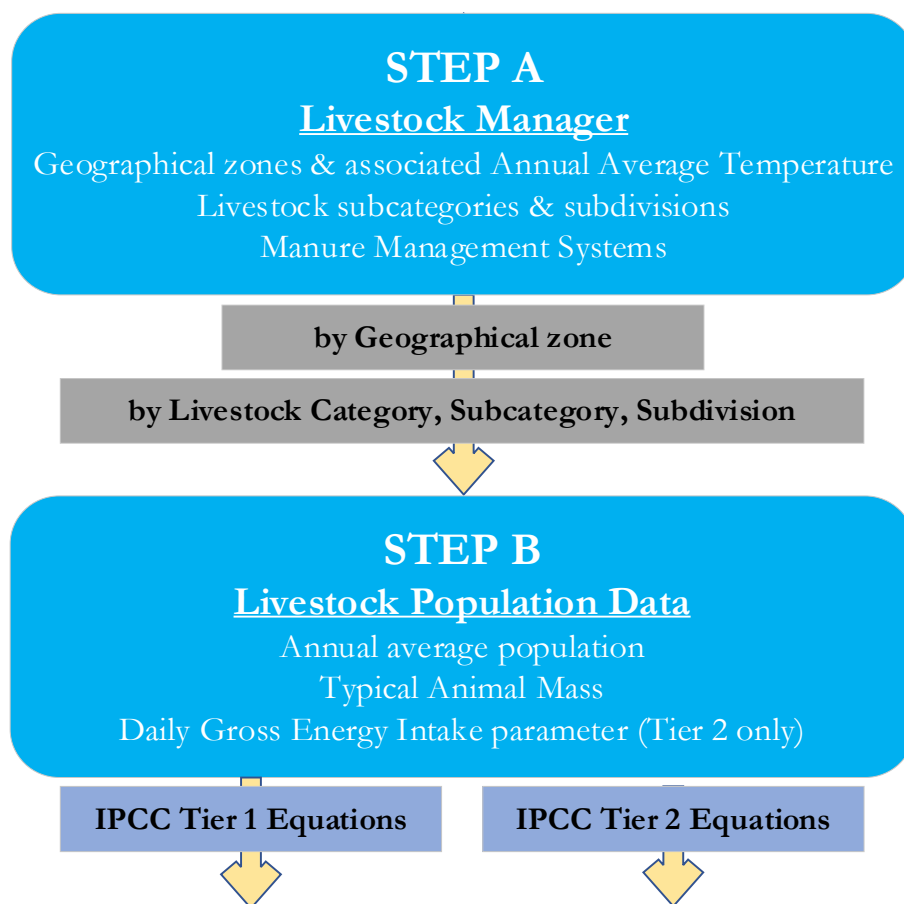 STEP A
Livestock Manager
Geographical zones & associated Annual Average Temperature
Livestock subcategories & subdivisions
Manure Management Systems
by Geographical zone
by Livestock Category, Subcategory, Subdivision
STEP B
Livestock Population Data
Annual average population
Typical Animal Mass
Daily Gross Energy Intake parameter (Tier 2 only)
IPCC Tier 1 Equations
IPCC Tier 2 Equations